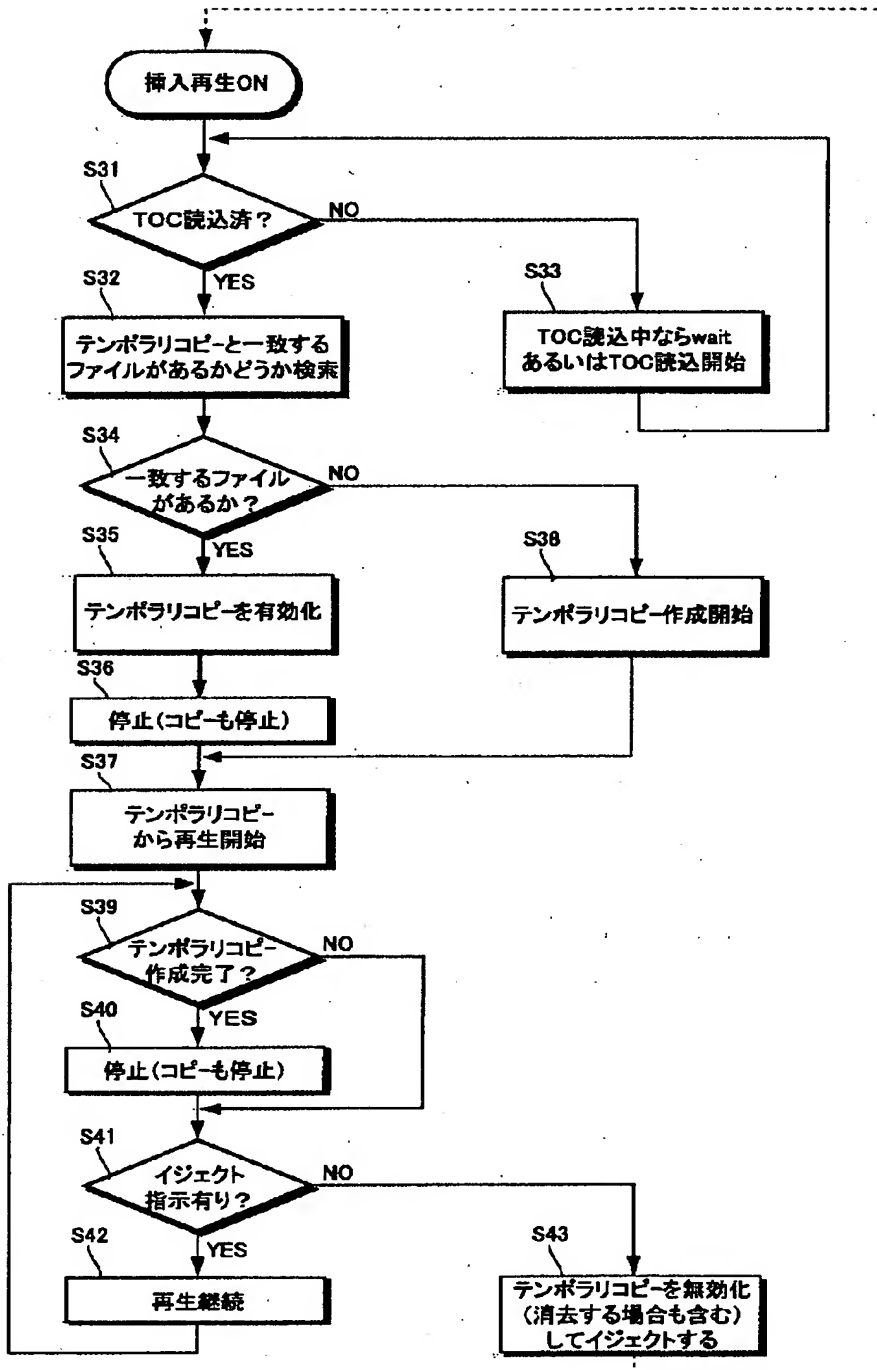 挿入再生ON
S31
TOC読込済？
NO
YES
S32
テンポラリコピーと一致する
ファイルがあるかどうか検索
S33
TOC読込中ならwait
あるいはTOC読込開始
S34
一致するファイル
があるか？
NO
YES
S35
テンポラリコピーを有効化
S38
テンポラリコピー作成開始
S36
停止(コピーも停止)
S37
テンポラリコピー
から再生開始
S39
テンポラリコピー
作成完了？
NO
YES
S40
停止(コピーも停止)
S41
イジェクト
指示有り？
NO
YES
S42
再生継続
S43
テンポラリコピーを無効化
(消去する場合も含む)
してイジェクトする